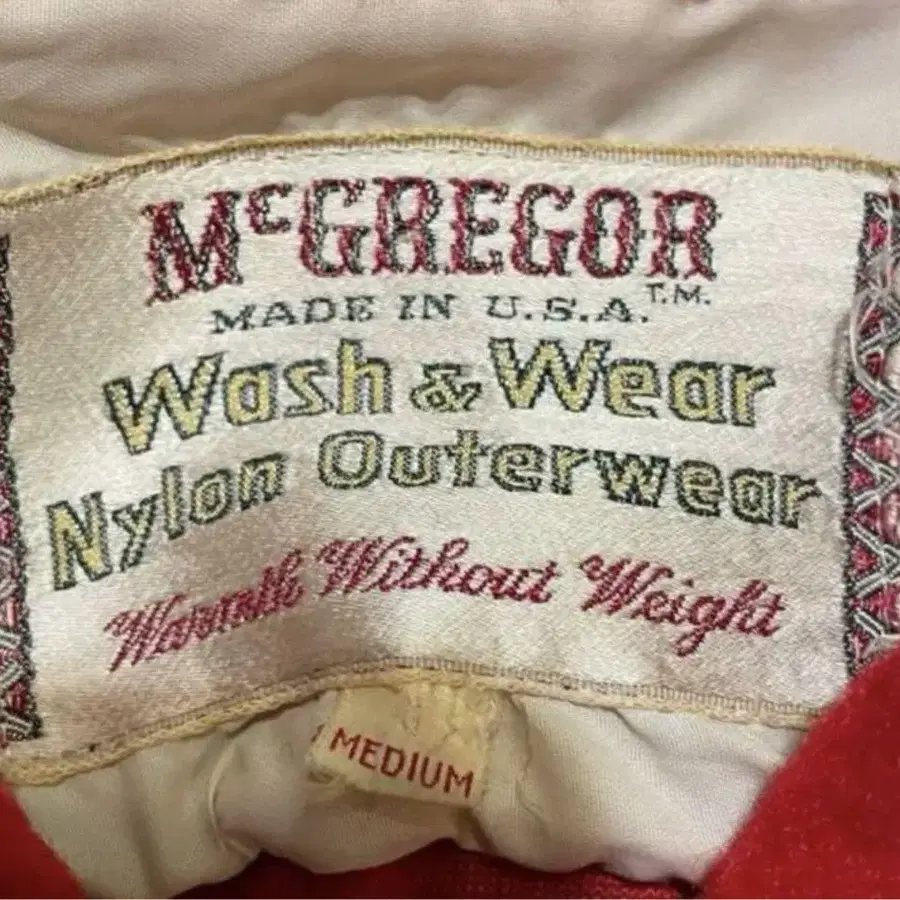 McGREGOR
T.M.
MADE IN U.S.A.
Wash & Wear
Nylon Outerwear
Warmth Without Weight
MEDIUM